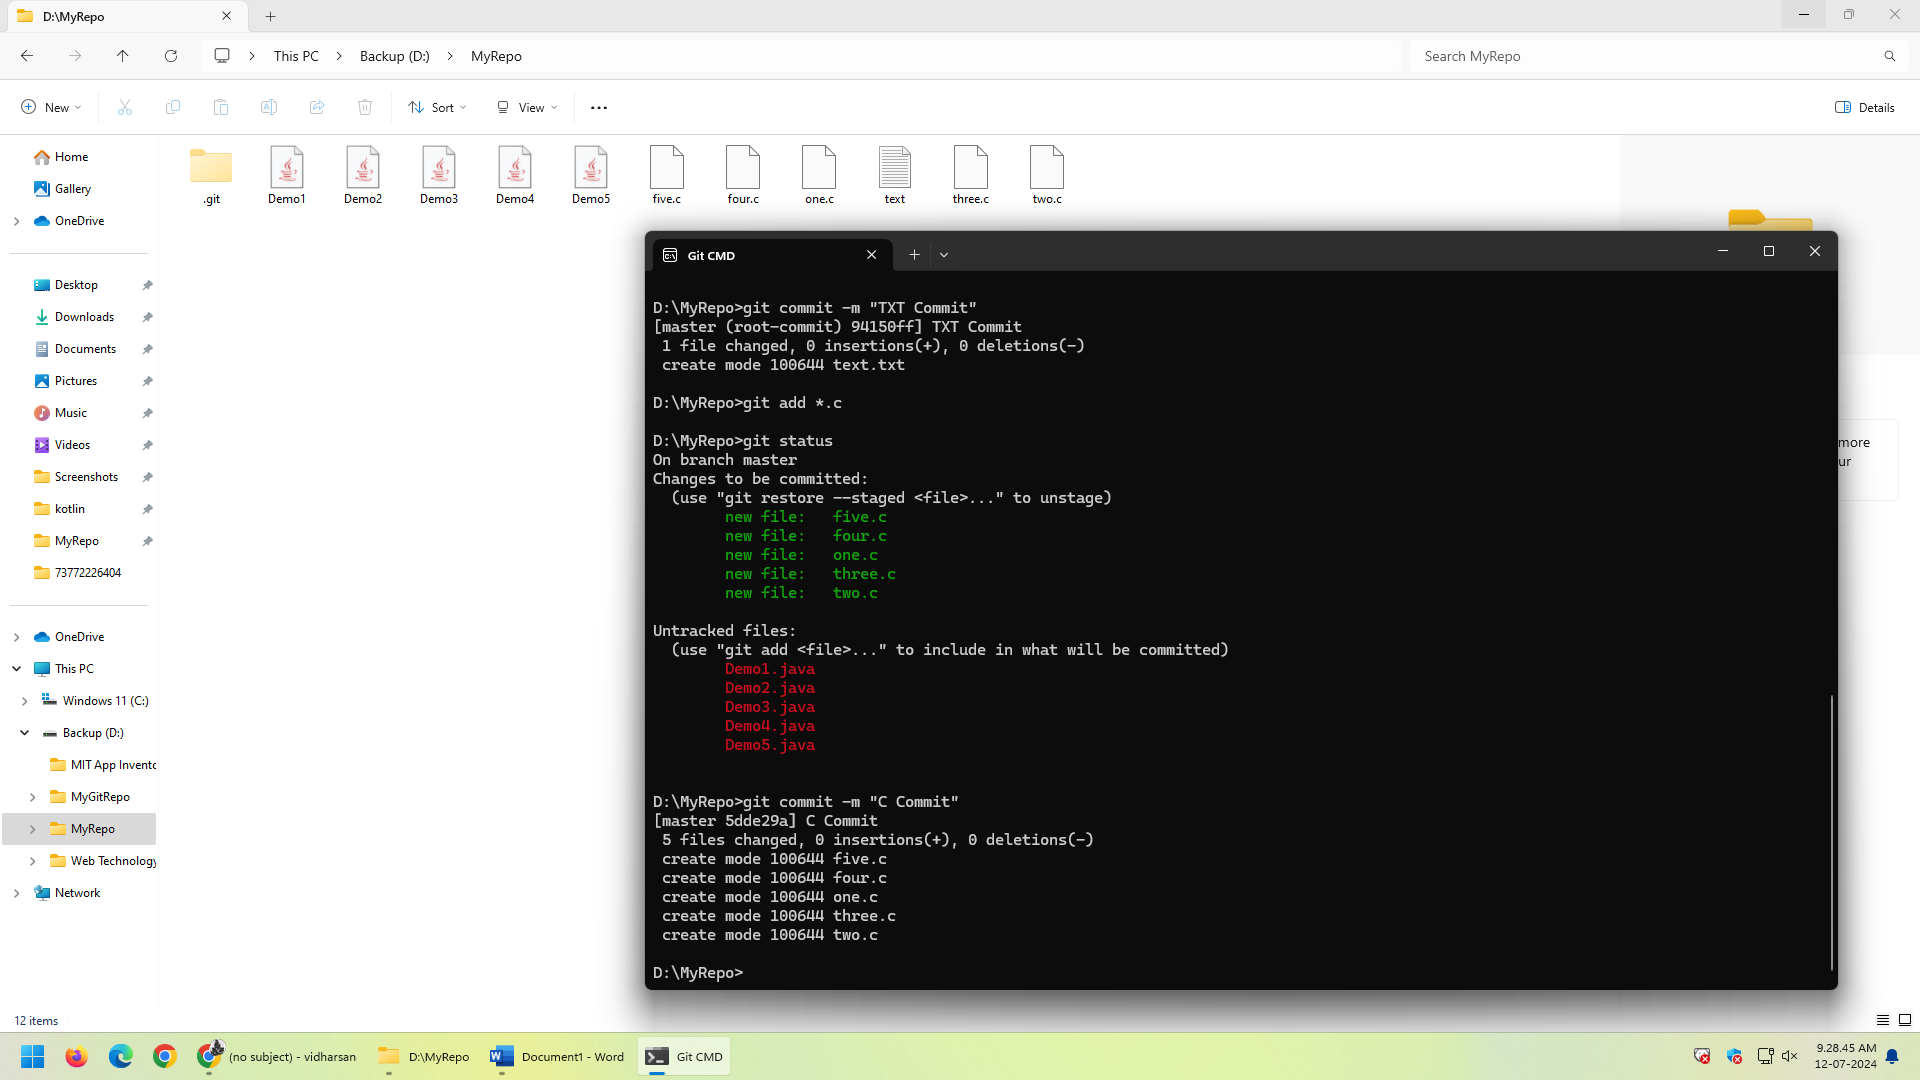 D:\MyRepo
This PC
Backup (D:)
MyRepo
Search MyRepo
New
Sort
View
Details
Home
Gallery
OneDrive
Desktop
Downloads
Documents
Pictures
Music
Videos
Screenshots
kotlin
MyRepo
73772226404
OneDrive
This PC
Windows 11 (C:)
Backup (D:)
MIT App Invento
MyGitRepo
MyRepo
Web Technology
Network
.git
Demo1
Demo2
Demo3
Demo4
Demo5
five.c
four.c
one.c
text
three.c
two.c
more
ur
Git CMD
D:\MyRepo>git commit -m "TXT Commit"
[master (root-commit) 94150ff] TXT Commit
1 file changed, 0 insertions(+), 0 deletions(-)
create mode 100644 text.txt
D:\MyRepo>git add *.c
D:\MyRepo>git status
On branch master
Changes to be committed:
(use "git restore --staged <file>..." to unstage)
new file:   five.c
new file:   four.c
new file:   one.c
new file:   three.c
new file:   two.c
Untracked files:
(use "git add <file>..." to include in what will be committed)
Demo1.java
Demo2.java
Demo3.java
Demo4.java
Demo5.java
D:\MyRepo>git commit -m "C Commit"
[master 5dde29a] C Commit
5 files changed, 0 insertions(+), 0 deletions(-)
create mode 100644 five.c
create mode 100644 four.c
create mode 100644 one.c
create mode 100644 three.c
create mode 100644 two.c
D:\MyRepo>
12 items
(no subject) - vidharsan
D:\MyRepo
Document1 - Word
Git CMD
9.28.45 AM
12-07-2024